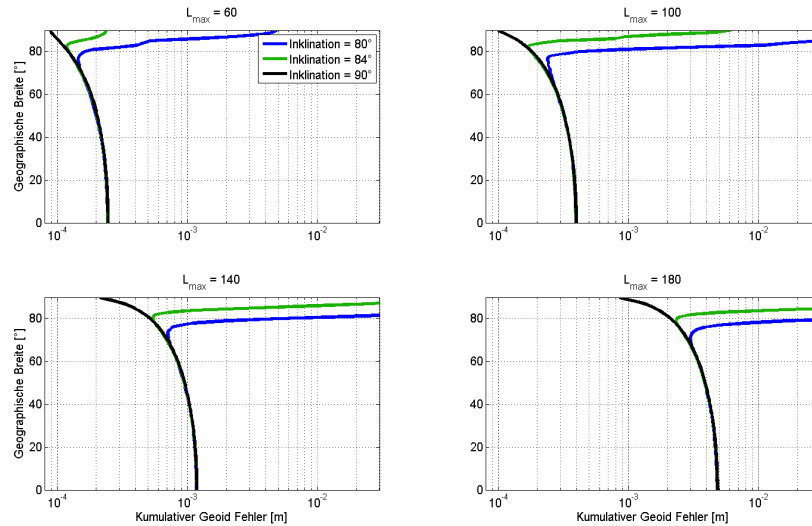 L_max = 60
Geographische Breite [°]
80
60
40
20
0
10^-4
10^-3
10^-2
Inklination = 80°
Inklination = 84°
Inklination = 90°
L_max = 100
80
60
40
20
0
10^-4
10^-3
10^-2
L_max = 140
Geographische Breite [°]
80
60
40
20
0
10^-4
10^-3
10^-2
Kumulativer Geoid Fehler [m]
L_max = 180
80
60
40
20
0
10^-4
10^-3
10^-2
Kumulativer Geoid Fehler [m]